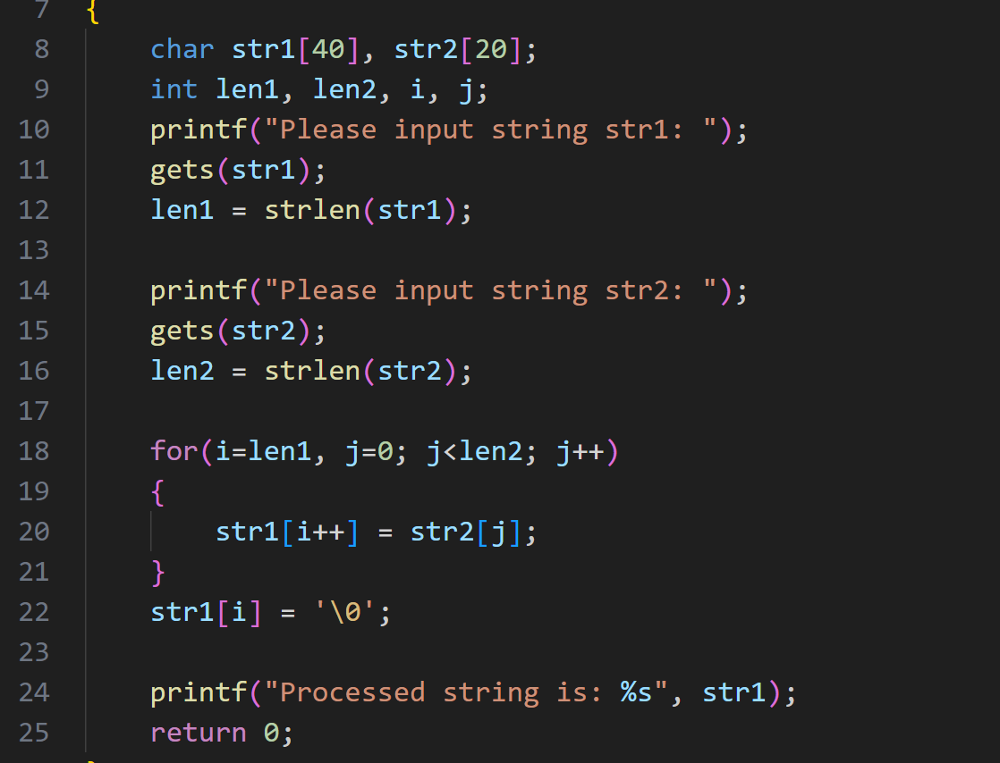 7 {
8 char str1[40], str2[20];
9 int len1, len2, i, j;
10 printf("Please input string str1: ");
11 gets(str1);
12 len1 = strlen(str1);
13
14 printf("Please input string str2: ");
15 gets(str2);
16 len2 = strlen(str2);
17
18 for(i=len1, j=0; j<len2; j++)
19 {
20 str1[i++] = str2[j];
21 }
22 str1[i] = '\0';
23
24 printf("Processed string is: %s", str1);
25 return 0;